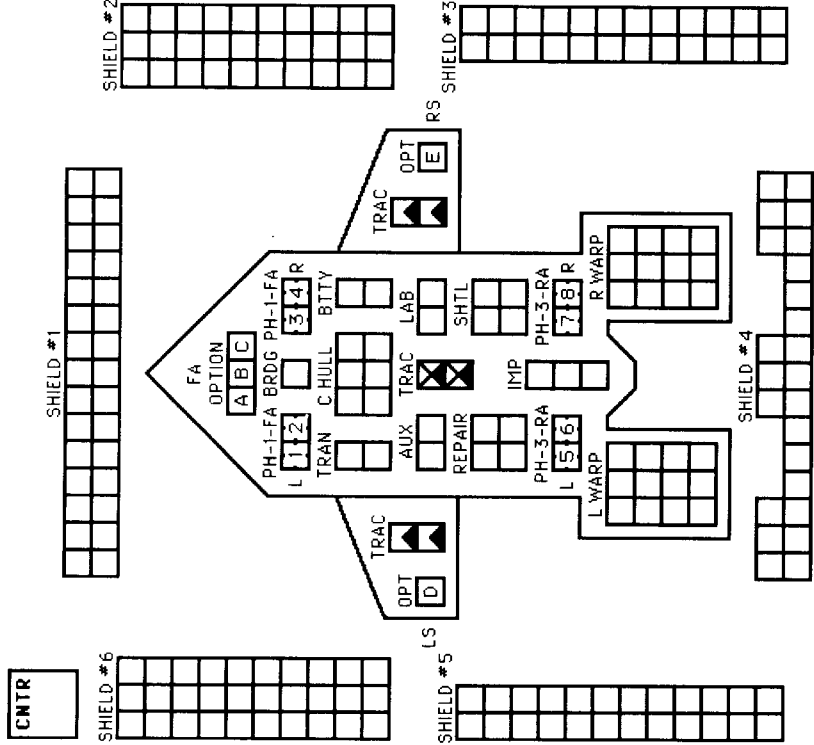 SHIELD #2
SHIELD #3
SHIELD #1
RS
OPT
E
TRAC
FA
OPTION
A B C
PH-1-FA
L 1 2
BRDG
PH-1-FA
3 4 R
TRAN
C HULL
BTTY
AUX
TRAC
LAB
REPAIR
SHTL
PH-3-RA
L 5 6
IMP
PH-3-RA
7 8 R
L WARP
R WARP
TRAC
OPT
D
LS
SHIELD #4
CNTR
SHIELD #6
SHIELD #5